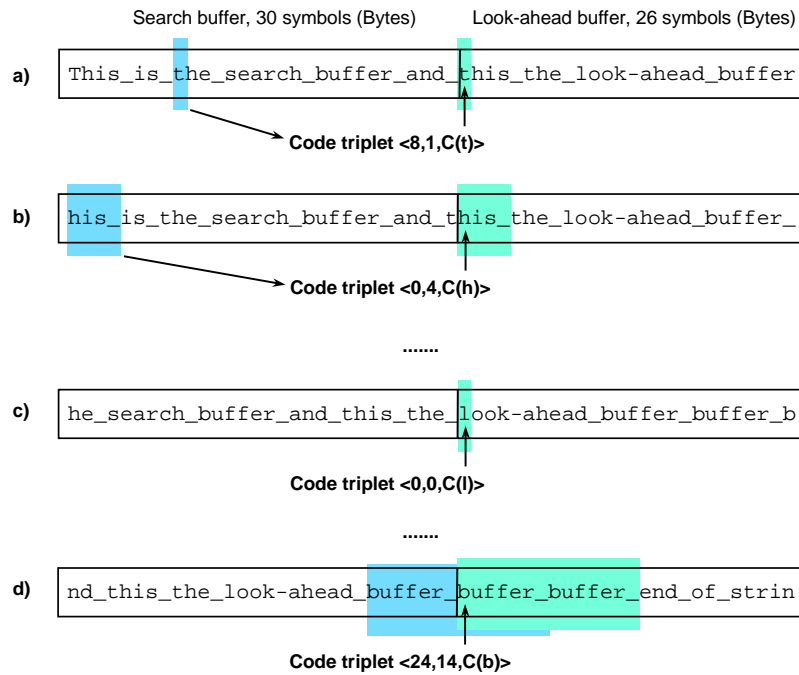 Search buffer, 30 symbols (Bytes) Look-ahead buffer, 26 symbols (Bytes)
a) This_is_the_search_buffer_and_this_the_look-ahead_buffer
Code triplet <8,1,C(t)>
b) his_is_the_search_buffer_and_this_the_look-ahead_buffer_
Code triplet <0,4,C(h)>
.......
c) he_search_buffer_and_this_the_look-ahead_buffer_buffer_b
Code triplet <0,0,C(l)>
.......
d) nd_this_the_look-ahead_buffer_buffer_buffer_end_of_strin
Code triplet <24,14,C(b)>